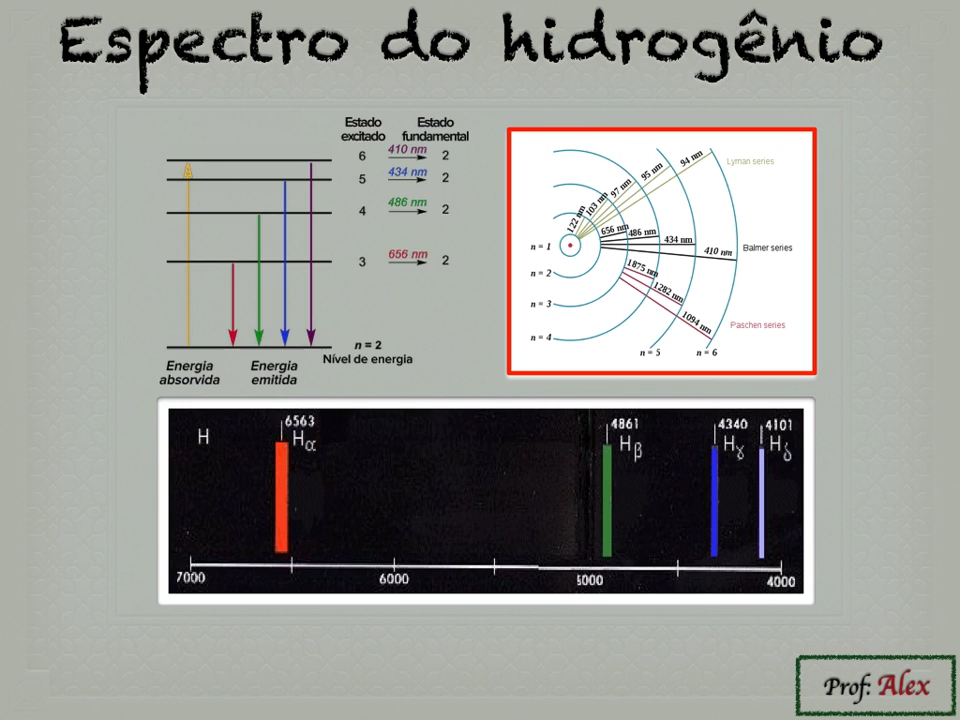 Espectro do hidrogênio
Estado excitado
Estado fundamental
6 410 nm 2
5 434 nm 2
4 486 nm 2
3 656 nm 2
n = 2
Nível de energia
Energia absorvida
Energia emitida
A
Lyman series
94 nm
95 nm
97 nm
103 nm
122 nm
656 nm
486 nm
434 nm
410 nm
Balmer series
1875 nm
1282 nm
1094 nm
Paschen series
n = 1
n = 2
n = 3
n = 4
n = 5
n = 6
H
6563
Hα
4861
Hβ
4340
Hɣ
4101
Hδ
7000 6000 5000 4000
Prof: Alex